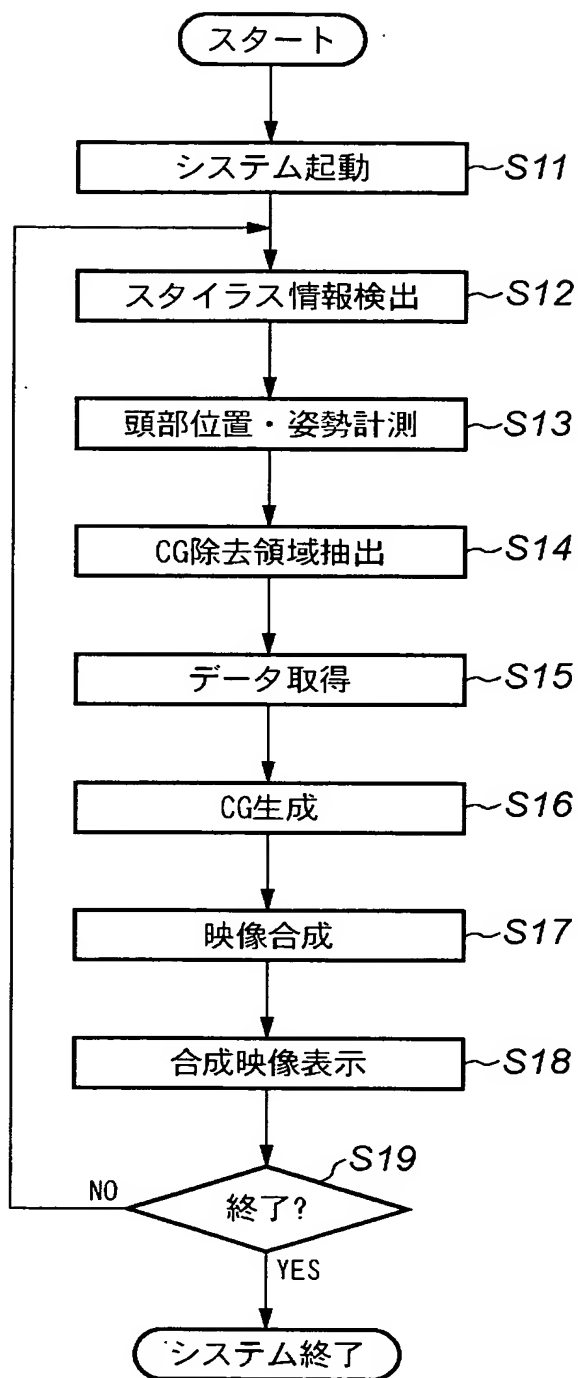 スタート
システム起動 S11
スタイラス情報検出 S12
頭部位置・姿勢計測 S13
CG除去領域抽出 S14
データ取得 S15
CG生成 S16
映像合成 S17
合成映像表示 S18
S19
NO
終了?
YES
システム終了